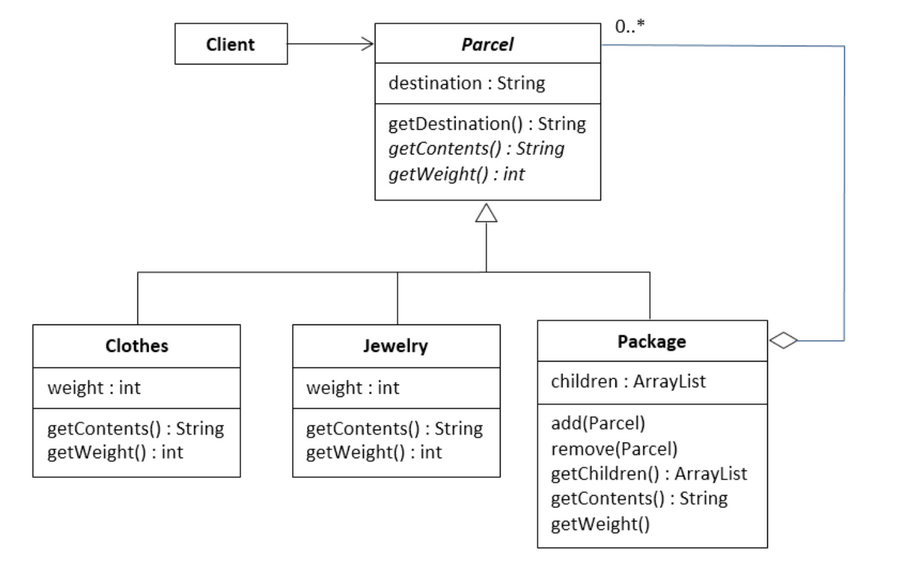 Client
Parcel
0..*
destination : String
getDestination() : String
getContents() : String
getWeight() : int
Clothes
weight : int
getContents() : String
getWeight() : int
Jewelry
weight : int
getContents() : String
getWeight() : int
Package
children : ArrayList
add(Parcel)
remove(Parcel)
getChildren() : ArrayList
getContents() : String
getWeight()